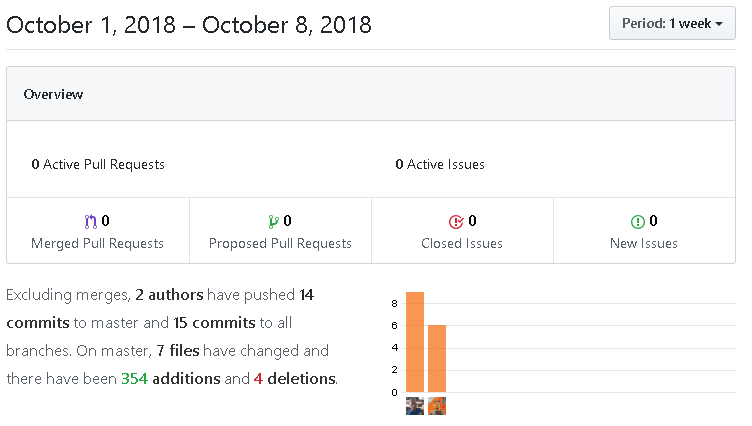 October 1, 2018 – October 8, 2018
Period: 1 week
Overview
0 Active Pull Requests
0 Active Issues
0
Merged Pull Requests
0
Proposed Pull Requests
0
Closed Issues
0
New Issues
Excluding merges, 2 authors have pushed 14
commits to master and 15 commits to all
branches. On master, 7 files have changed and
there have been 354 additions and 4 deletions.
8
6
4
2
0